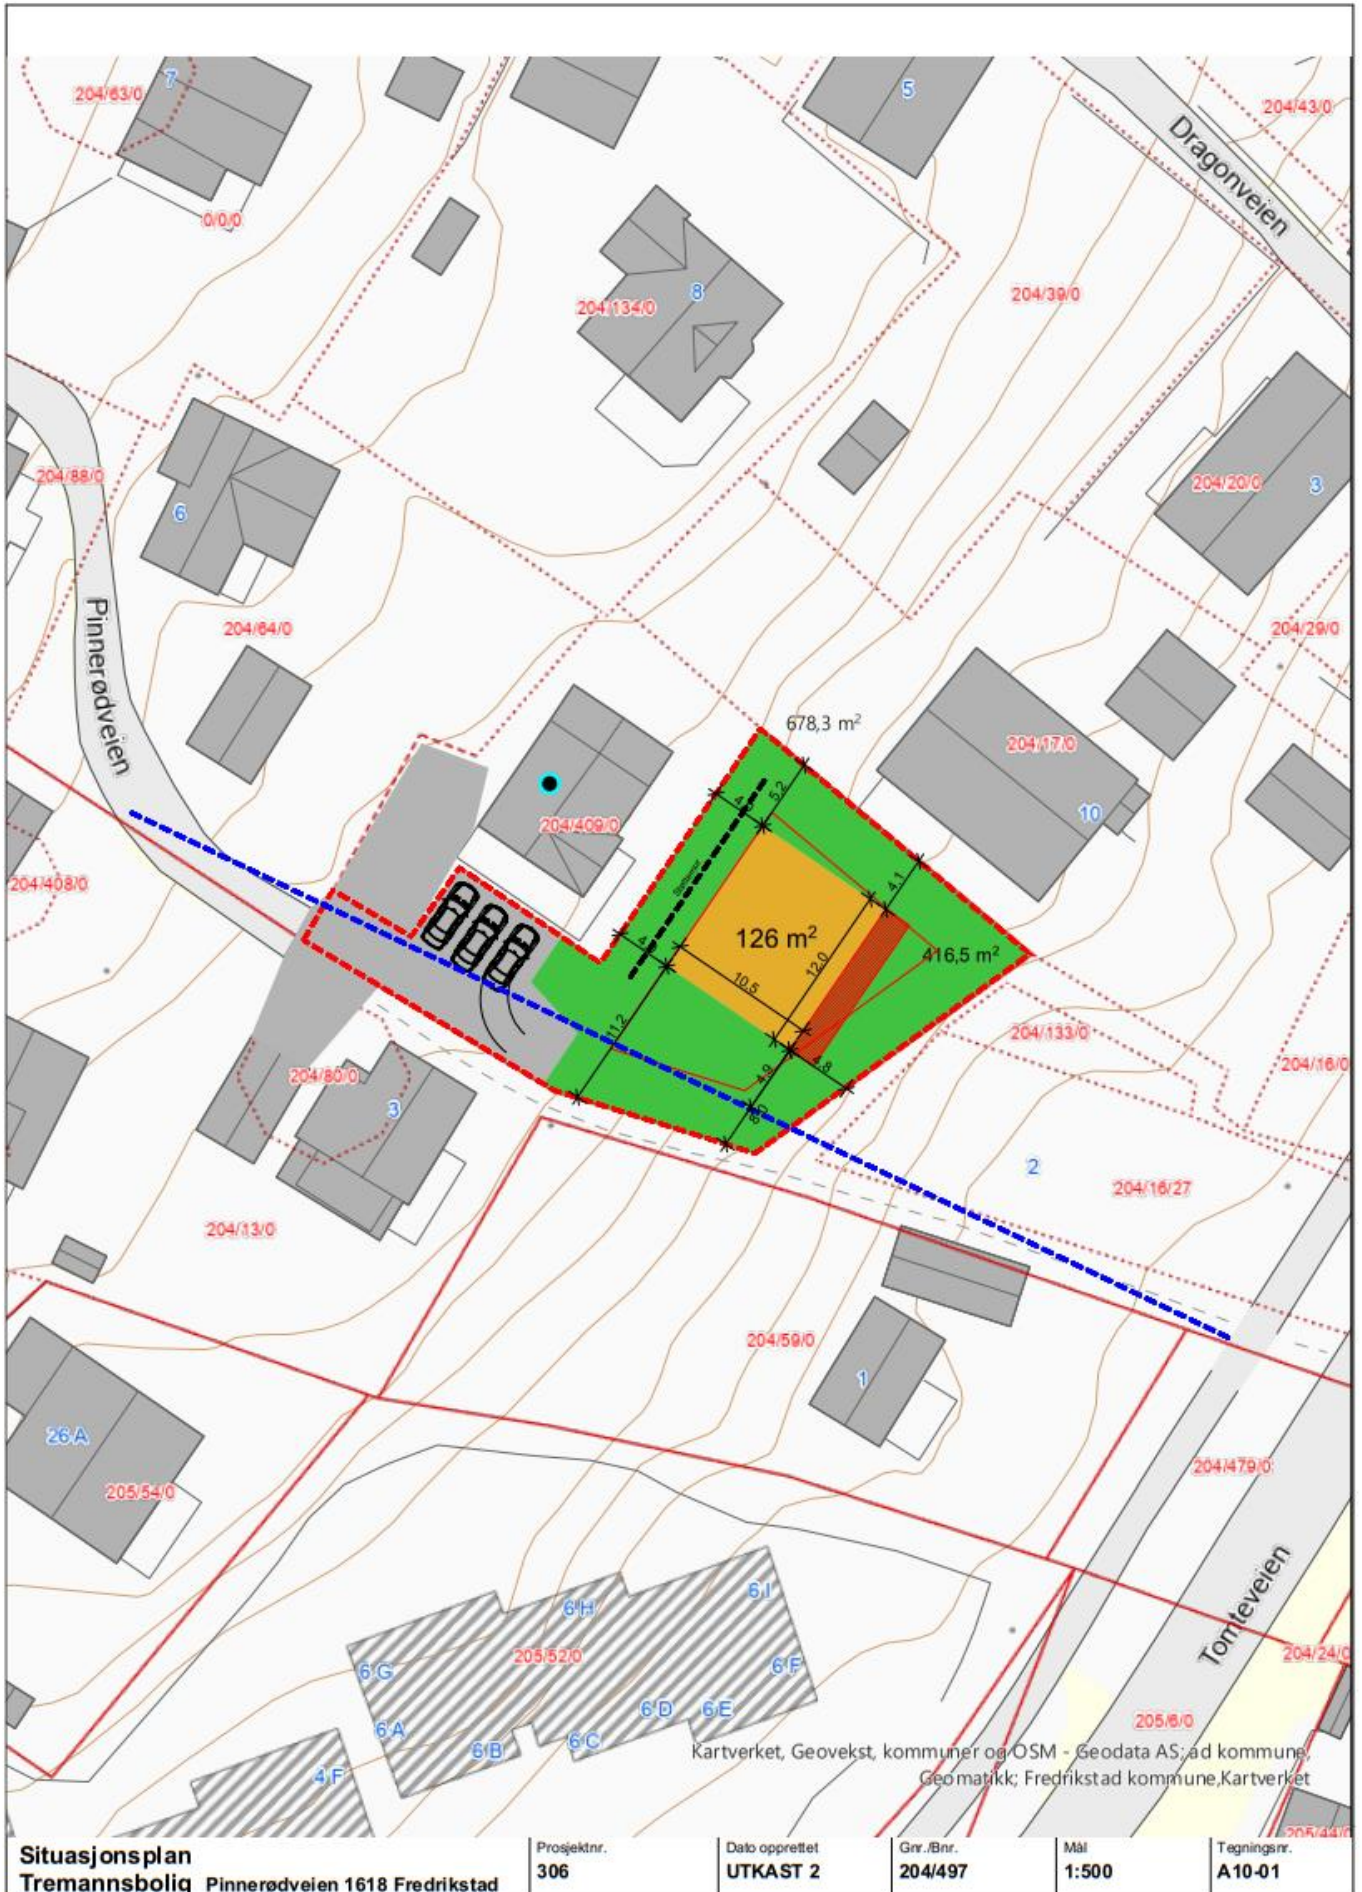 7
204/63/0
5
204/43/0
Dragonveien
0/0/0
8
204/134/0
204/39/0
204/88/0
6
204/20/0
3
Pinnerødveien
204/64/0
204/29/0
678,3 m²
204/17/0
10
204/409/0
204/408/0
5,2
Støttemur
4,1
126 m²
416,5 m²
12,0
10,5
11,2
4,8
4,9
204/133/0
204/16/0
204/80/0
3
2
204/16/27
204/13/0
204/59/0
1
26 A
205/54/0
204/479/0
Tomteveien
6 I
6 H
205/52/0
6 G
6 F
204/24/0
6 D
6 E
6 A
6 C
6 B
205/6/0
4 F
Kartverket, Geovekst, kommuner og OSM - Geodata AS; ad kommune,
Geomatikk; Fredrikstad kommune,Kartverket
205/44/0
Situasjonsplan
Tremannsbolig Pinnerødveien 1618 Fredrikstad
Prosjektnr.
306
Dato opprettet
UTKAST 2
Gnr./Bnr.
204/497
Mål
1:500
Tegningsnr.
A10-01